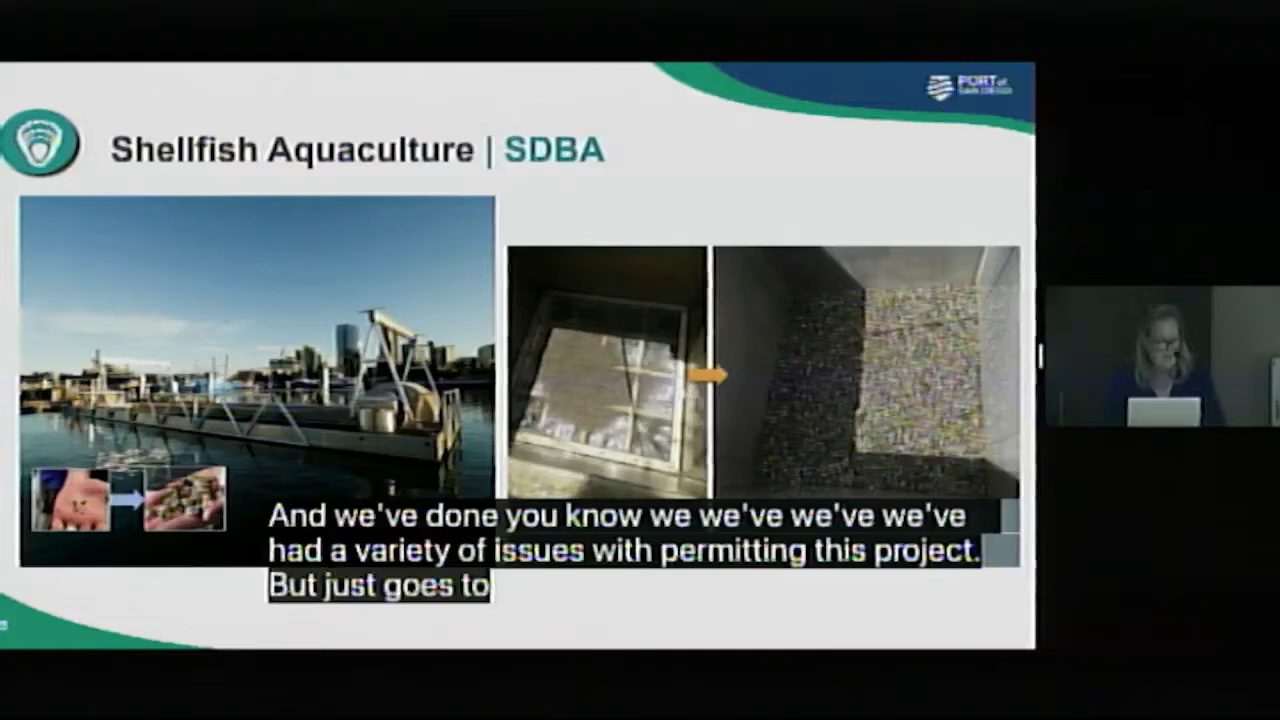 PORT of
SAN DIEGO
Shellfish Aquaculture | SDBA
And we've done you know we we've we've we've
had a variety of issues with permitting this project.
But just goes to